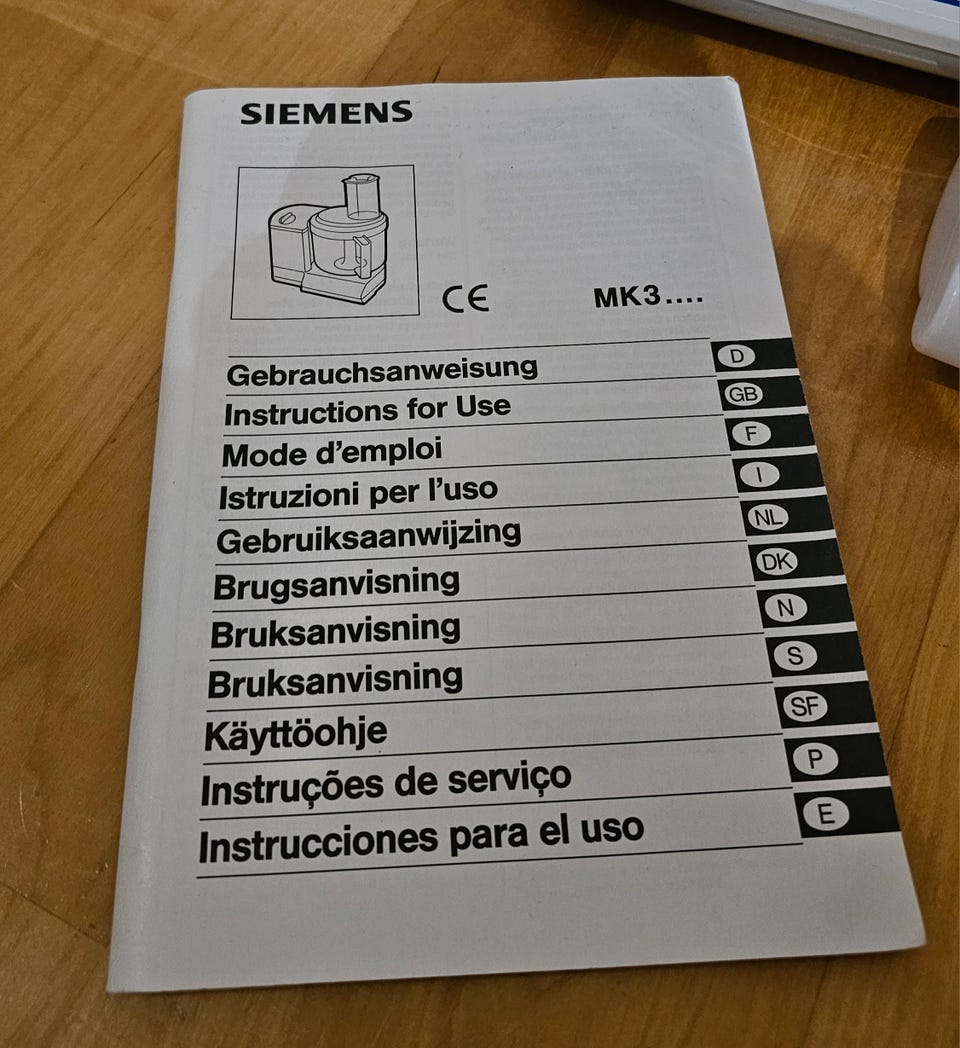 SIEMENS
CE
MK3....
Gebrauchsanweisung D
Instructions for Use GB
Mode d'emploi F
Istruzioni per l'uso I
Gebruiksaanwijzing NL
Brugsanvisning DK
Bruksanvisning N
Bruksanvisning S
Käyttöohje SF
Instruções de serviço P
Instrucciones para el uso E